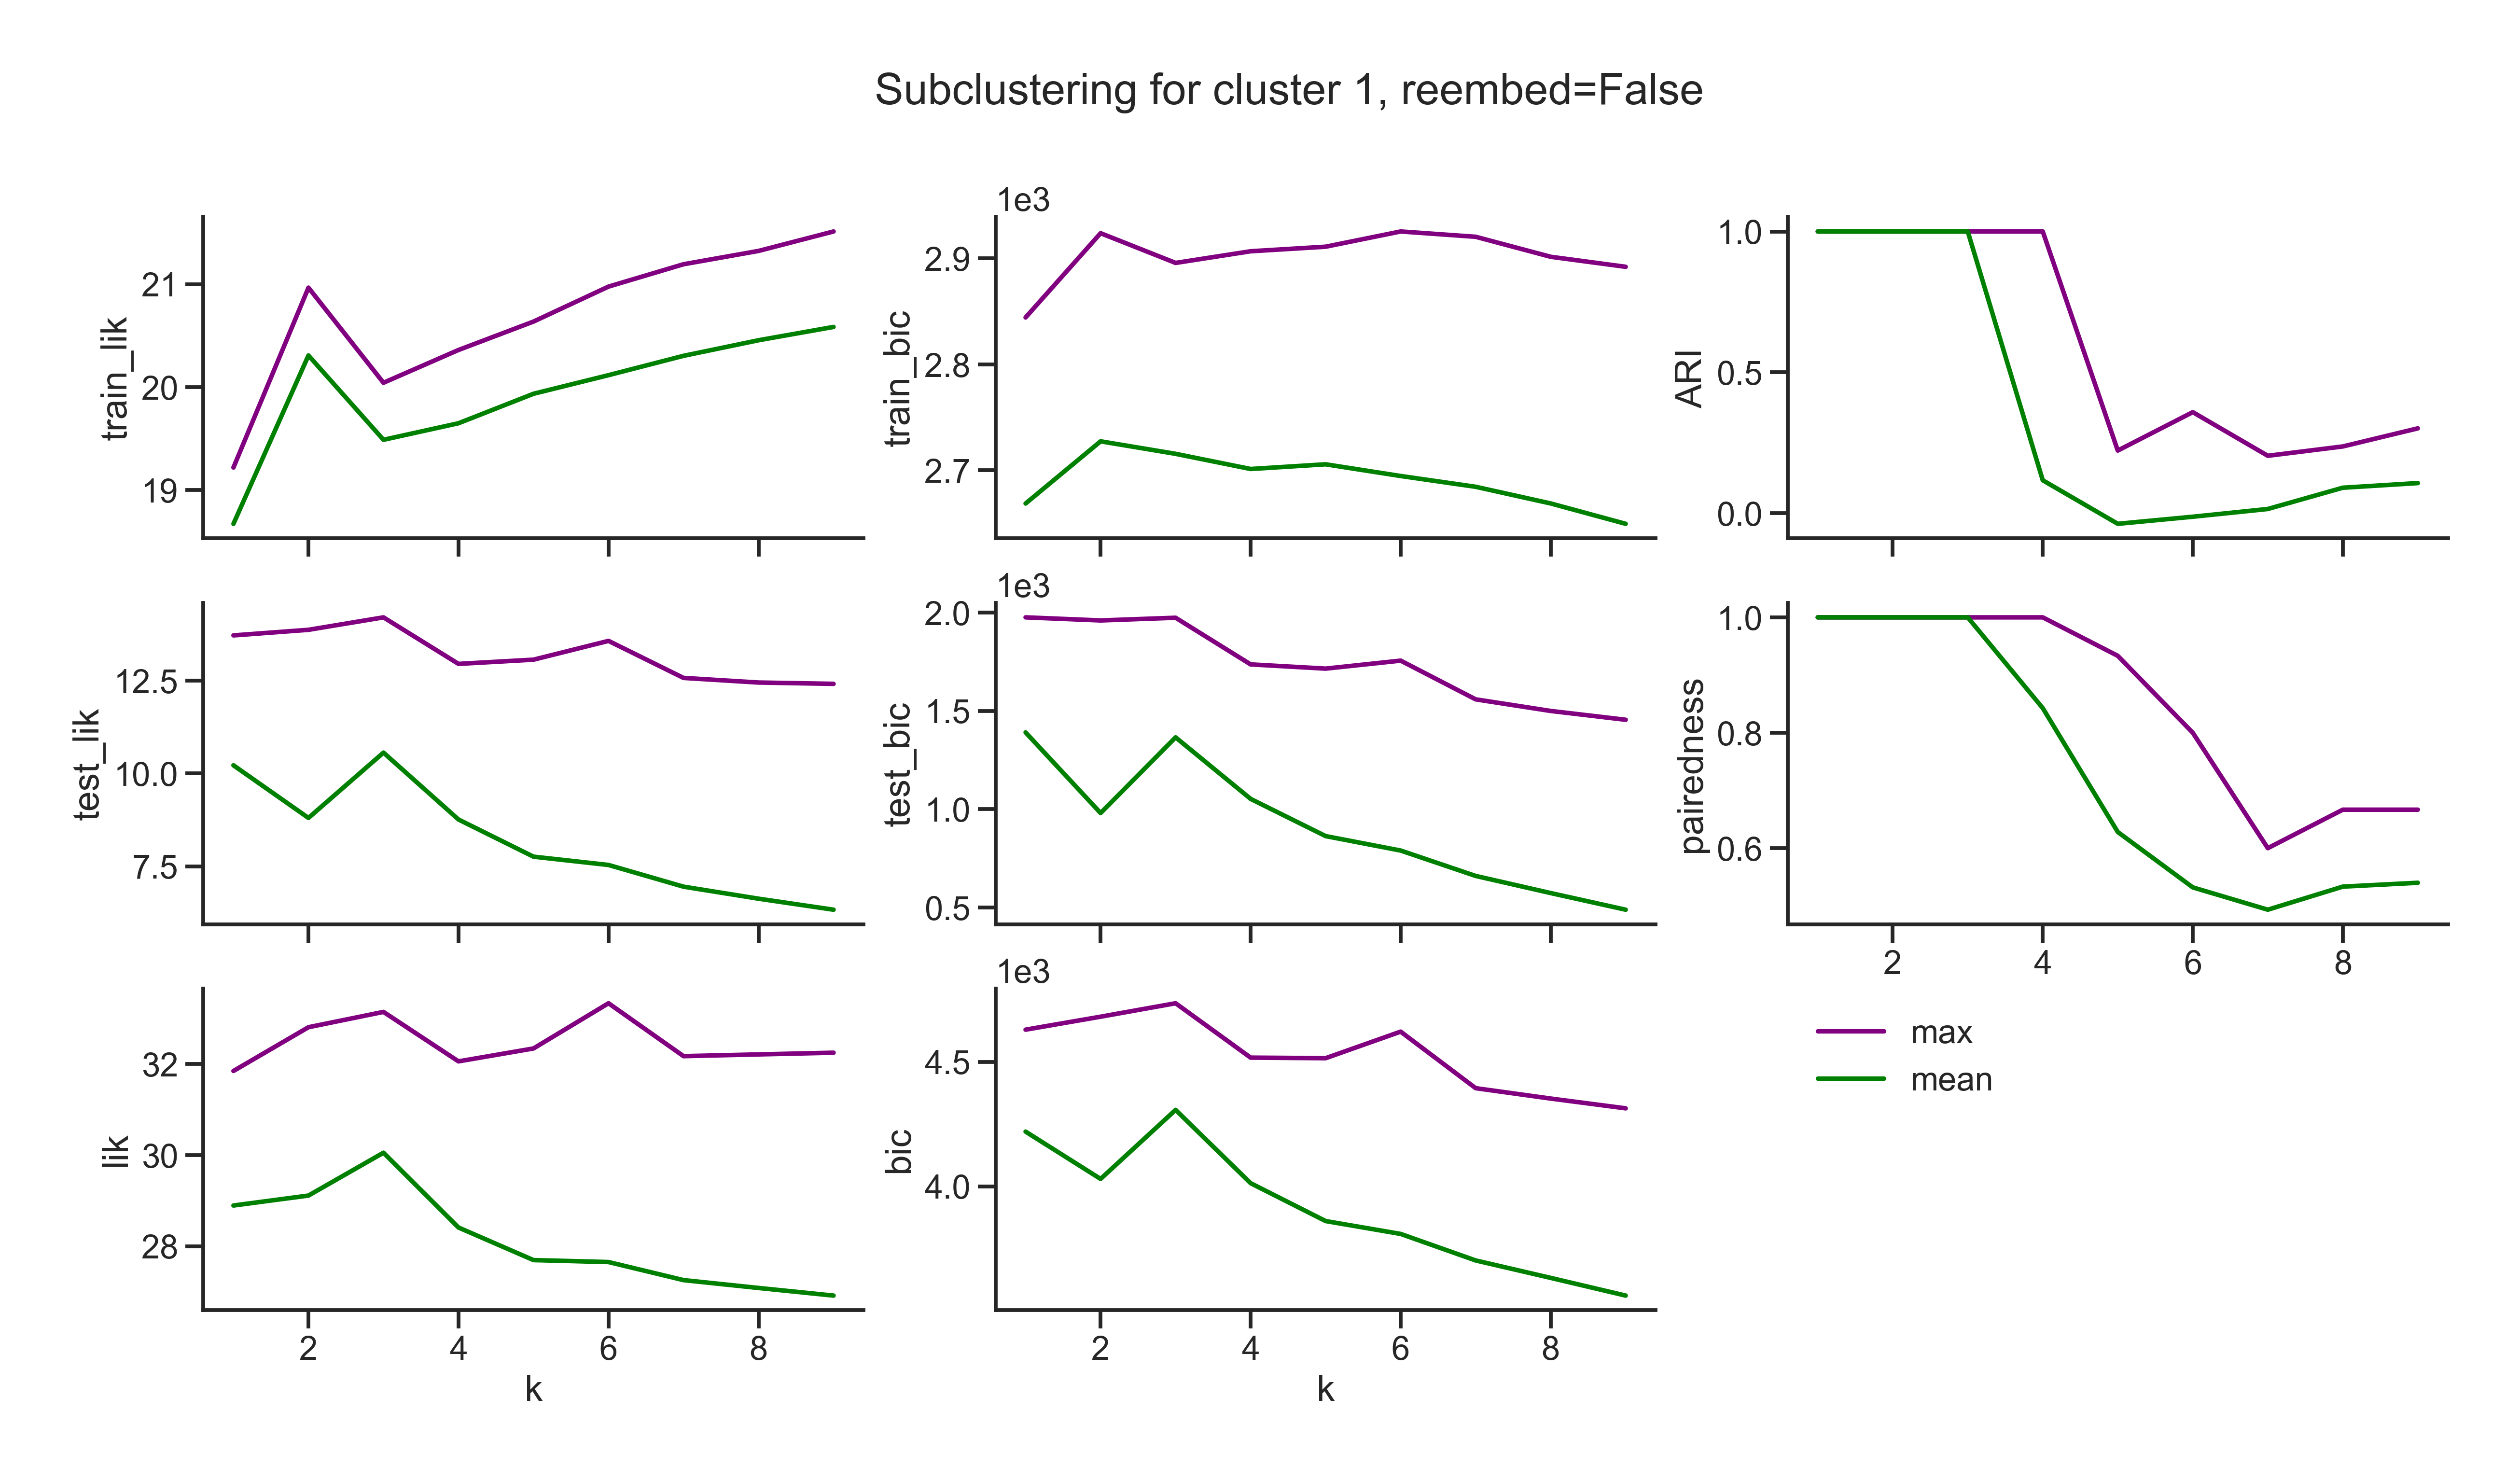 Subclustering for cluster 1, reembed=False
train_lik
21
20
19
1e3
train_bic
2.9
2.8
2.7
ARI
1.0
0.5
0.0
test_lik
12.5
10.0
7.5
1e3
test_bic
2.0
1.5
1.0
0.5
pairedness
1.0
0.8
0.6
2 4 6 8
lik
32
30
28
2 4 6 8
k
1e3
bic
4.5
4.0
2 4 6 8
k
max
mean